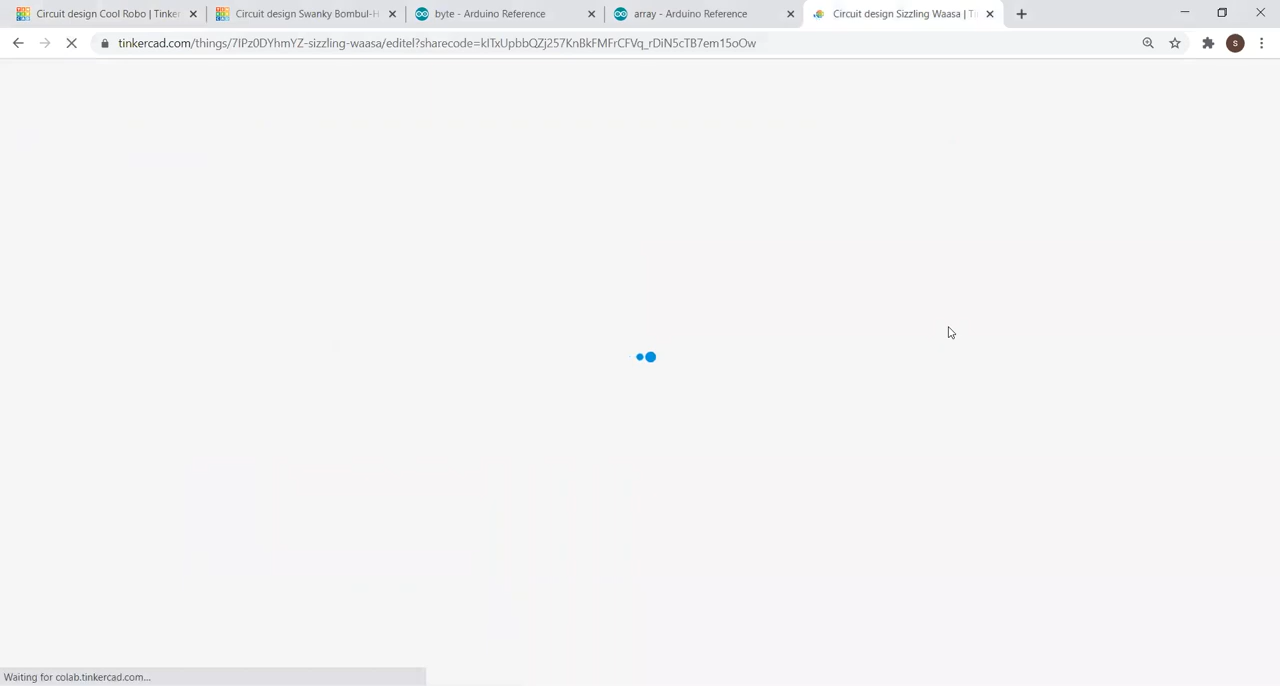 Circuit design Cool Robo | Tinker
Circuit design Swanky Bombul-H
byte - Arduino Reference
array - Arduino Reference
Circuit design Sizzling Waasa | Ti
tinkercad.com/things/7IPz0DYhmYZ-sizzling-waasa/editel?sharecode=kITxUpbbQZj257KnBkFMFrCFVq_rDiN5cTB7em15oOw
s
Waiting for colab.tinkercad.com...